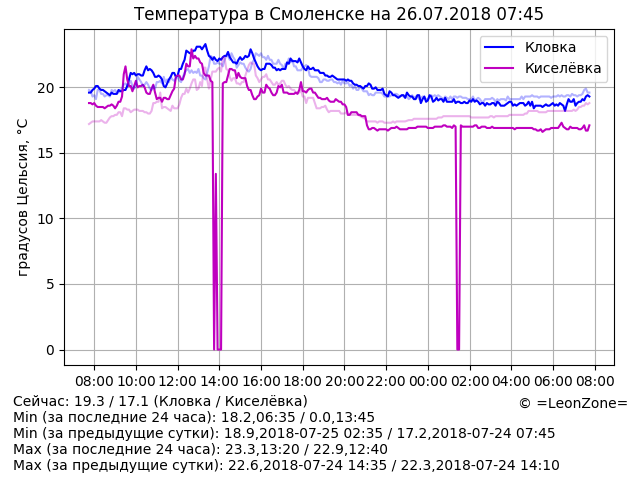 Температура в Смоленске на 26.07.2018 07:45
Кловка
Киселёвка
градусов Цельсия, °C
20
15
10
5
0
08:00 10:00 12:00 14:00 16:00 18:00 20:00 22:00 00:00 02:00 04:00 06:00 08:00
Сейчас: 19.3 / 17.1 (Кловка / Киселёвка)
© =LeonZone=
Min (за последние 24 часа): 18.2,06:35 / 0.0,13:45
Min (за предыдущие сутки): 18.9,2018-07-25 02:35 / 17.2,2018-07-24 07:45
Max (за последние 24 часа): 23.3,13:20 / 22.9,12:40
Max (за предыдущие сутки): 22.6,2018-07-24 14:35 / 22.3,2018-07-24 14:10